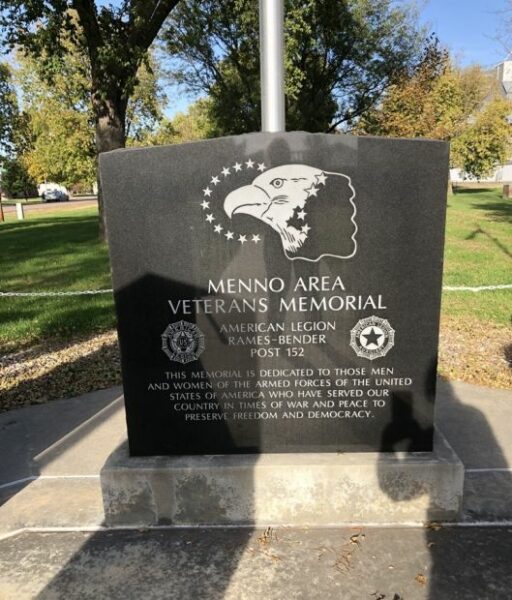 MENNO AREA
VETERANS MEMORIAL
AMERICAN LEGION
RAMES-BENDER
POST 152
THIS MEMORIAL IS DEDICATED TO THOSE MEN
AND WOMEN OF THE ARMED FORCES OF THE UNITED
STATES OF AMERICA WHO HAVE SERVED OUR
COUNTRY IN TIMES OF WAR AND PEACE TO
PRESERVE FREEDOM AND DEMOCRACY.